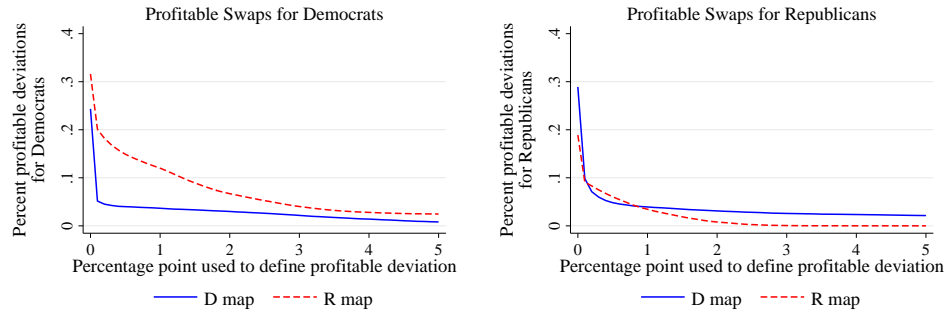 Profitable Swaps for Democrats
Percent profitable deviations
for Democrats
.4
.3
.2
.1
0
0 1 2 3 4 5
Percentage point used to define profitable deviation
D map R map
Profitable Swaps for Republicans
Percent profitable deviations
for Republicans
.4
.3
.2
.1
0
0 1 2 3 4 5
Percentage point used to define profitable deviation
D map R map